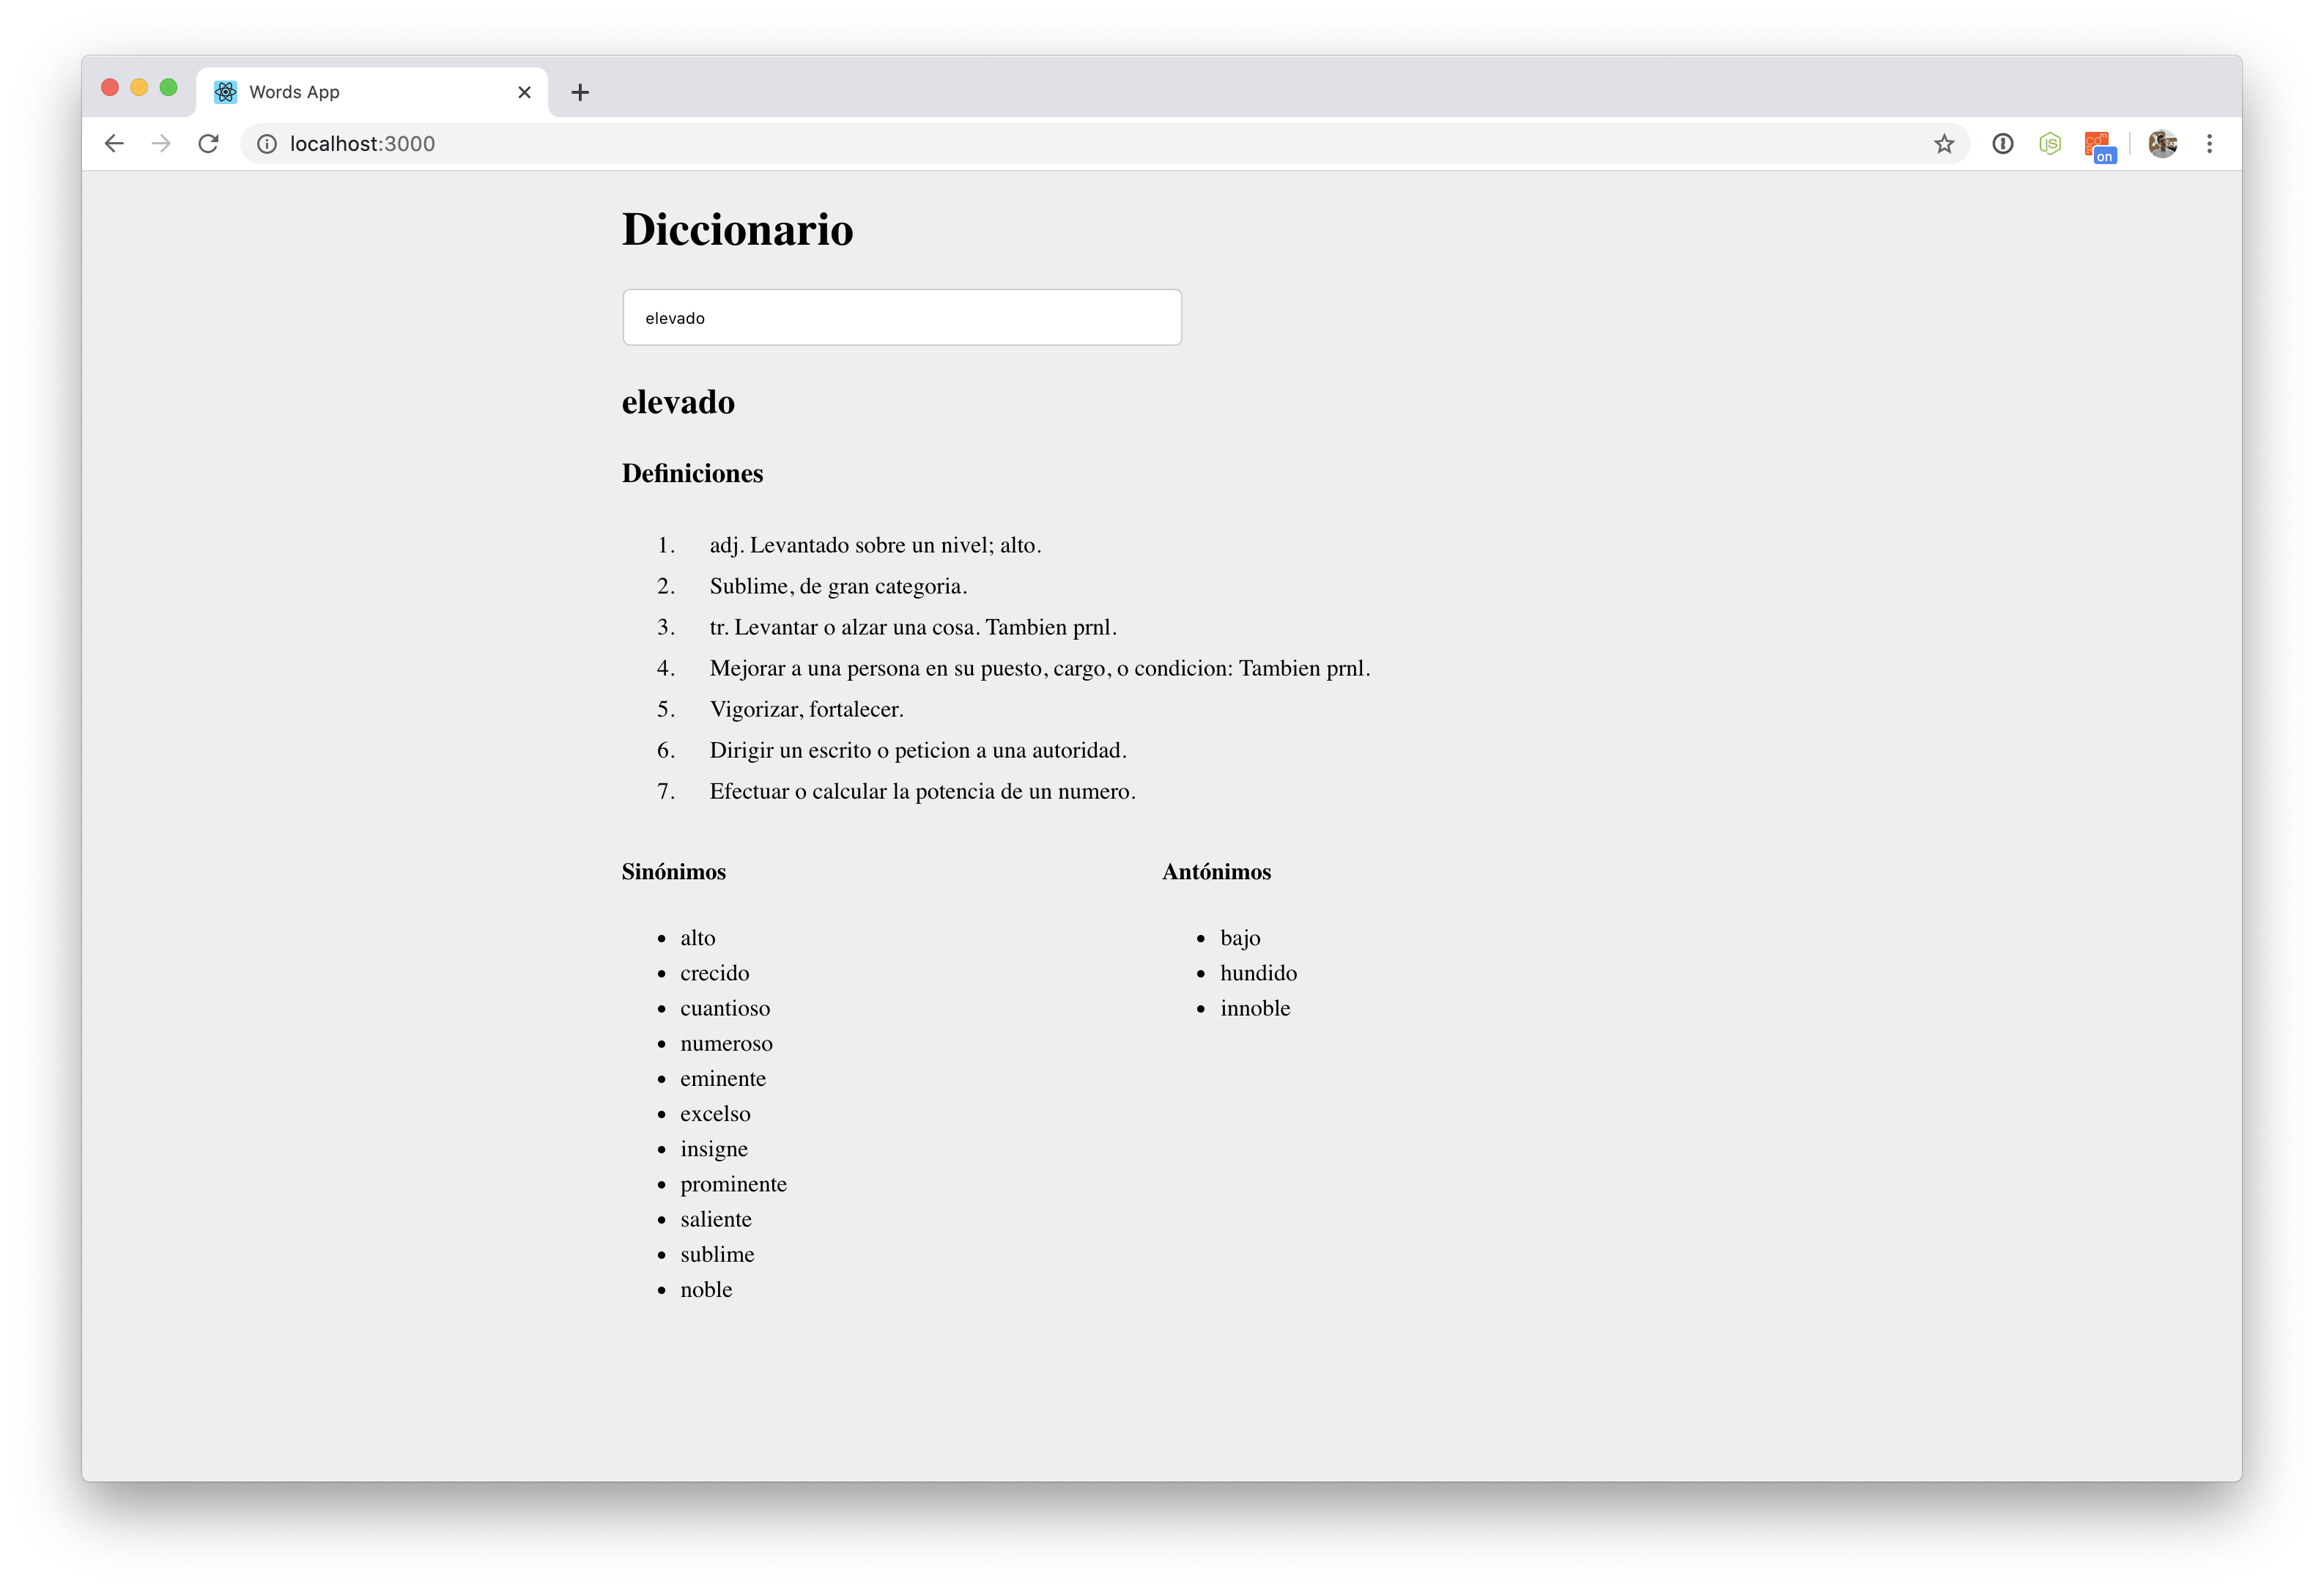 Words App
localhost:3000
on
Diccionario
elevado
elevado
Definiciones
1. adj. Levantado sobre un nivel; alto.
2. Sublime, de gran categoria.
3. tr. Levantar o alzar una cosa. Tambien prnl.
4. Mejorar a una persona en su puesto, cargo, o condicion: Tambien prnl.
5. Vigorizar, fortalecer.
6. Dirigir un escrito o peticion a una autoridad.
7. Efectuar o calcular la potencia de un numero.
Sinónimos
alto
crecido
cuantioso
numeroso
eminente
excelso
insigne
prominente
saliente
sublime
noble
Antónimos
bajo
hundido
innoble